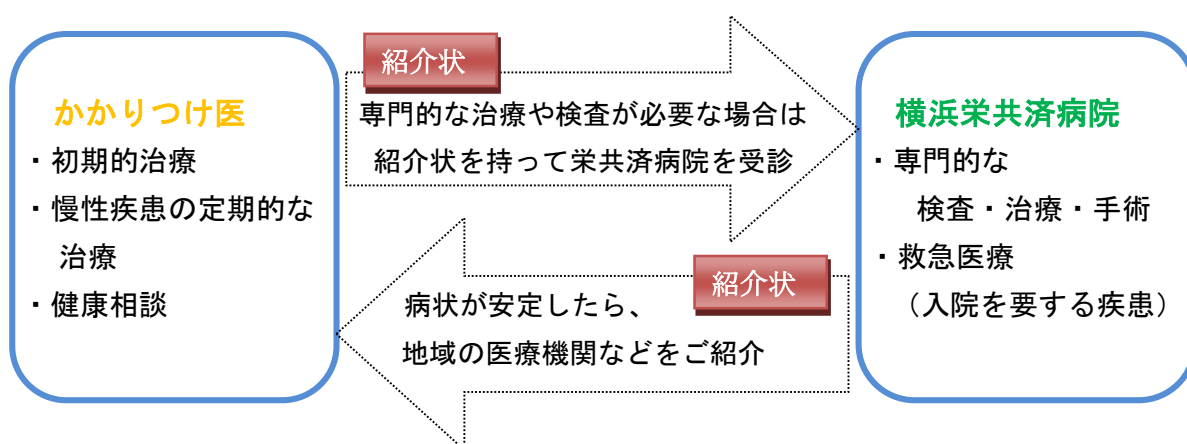 かかりつけ医
・初期的治療
・慢性疾患の定期的な
治療
・健康相談
紹介状
専門的な治療や検査が必要な場合は
紹介状を持って栄共済病院を受診
紹介状
病状が安定したら、
地域の医療機関などをご紹介
横浜栄共済病院
・専門的な
検査・治療・手術
・救急医療
（入院を要する疾患）